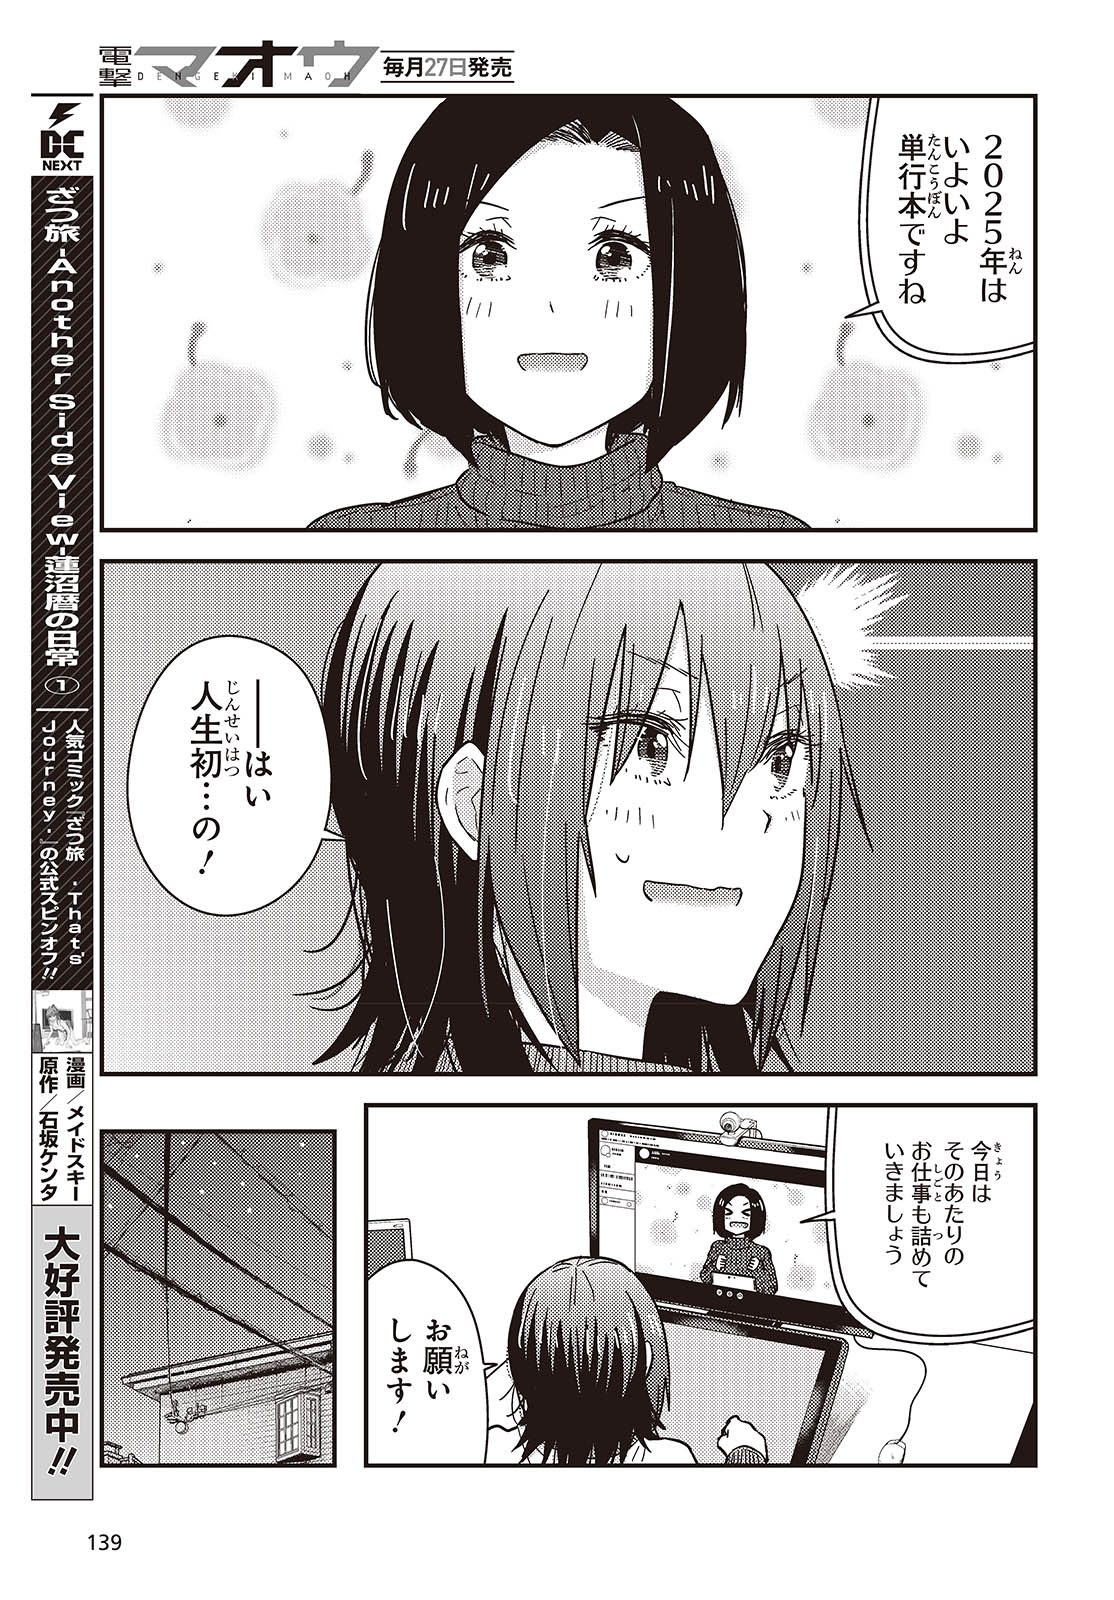 電撃マオウ
DENGEKI MAOH
毎月27日発売
2025年は
いよいよ
単行本ですね
――はい
人生初…の！
今日は
そのあたりの
お仕事も詰めて
いきましょう
お願い
します！
DC
NEXT
ざつ旅-Another Side View-蓮沼暦の日常①
人気コミック『ざつ旅 -That's
Journey-』の公式スピンオフ!!
漫画/メイドスキー
原作/石坂ケンタ
大好評発売中!!
139